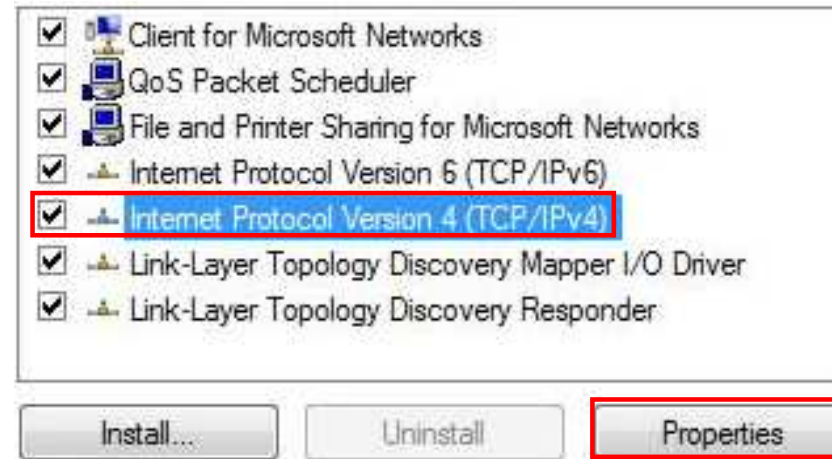 Client for Microsoft Networks
QoS Packet Scheduler
File and Printer Sharing for Microsoft Networks
Internet Protocol Version 6 (TCP/IPv6)
Internet Protocol Version 4 (TCP/IPv4)
Link-Layer Topology Discovery Mapper I/O Driver
Link-Layer Topology Discovery Responder
Install... Uninstall Properties